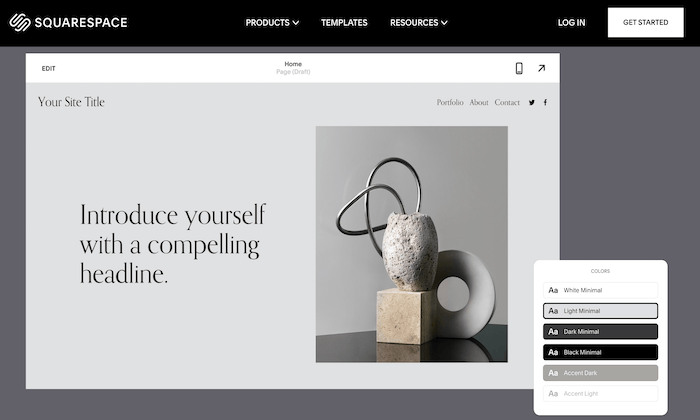 SQUARESPACE
PRODUCTS
TEMPLATES
RESOURCES
LOG IN
GET STARTED
EDIT
Home
Page (Draft)
Your Site Title
Portfolio
About
Contact
Introduce yourself
with a compelling
headline.
COLORS
Aa White Minimal
Aa Light Minimal
Aa Dark Minimal
Aa Black Minimal
Aa Accent Dark
Aa Accent Light